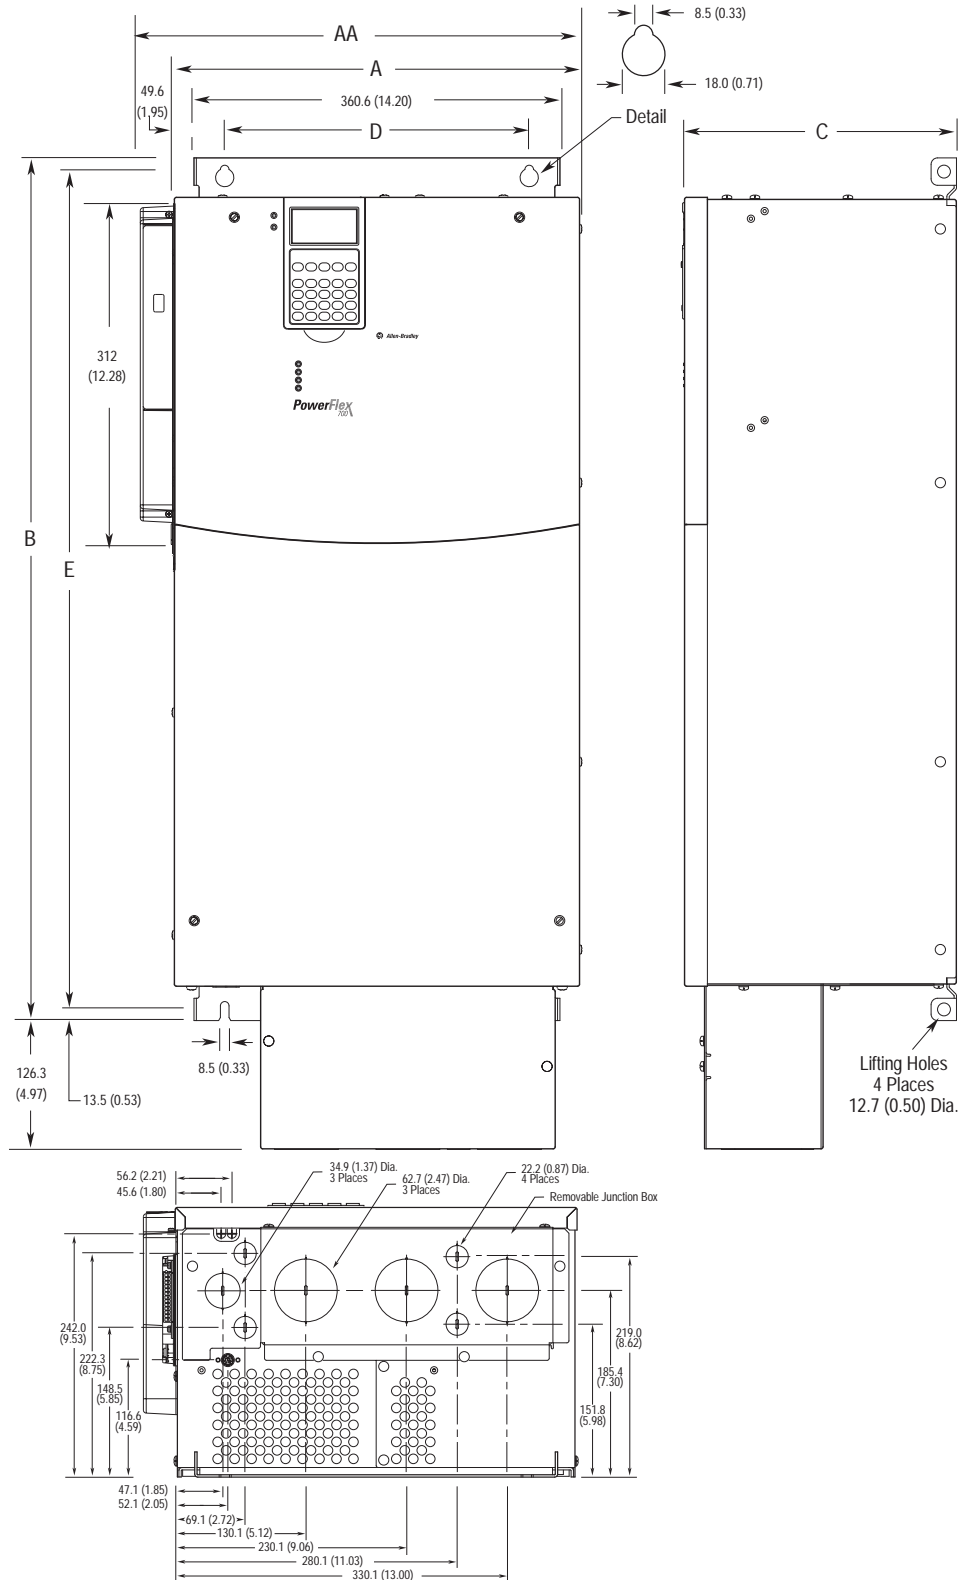 8.5 (0.33)
AA
A
18.0 (0.71)
49.6
(1.95)
360.6 (14.20)
D
Detail
C
Allen-Bradley
312
(12.28)
PowerFlex
700
B
E
8.5 (0.33)
126.3
(4.97)
13.5 (0.53)
Lifting Holes
4 Places
12.7 (0.50) Dia.
56.2 (2.21)
45.6 (1.80)
34.9 (1.37) Dia.
3 Places
62.7 (2.47) Dia.
3 Places
22.2 (0.87) Dia.
4 Places
Removable Junction Box
242.0
(9.53)
222.3
(8.75)
148.5
(5.85)
116.6
(4.59)
219.0
(8.62)
185.4
(7.30)
151.8
(5.98)
47.1 (1.85)
52.1 (2.05)
69.1 (2.72)
130.1 (5.12)
230.1 (9.06)
280.1 (11.03)
330.1 (13.00)